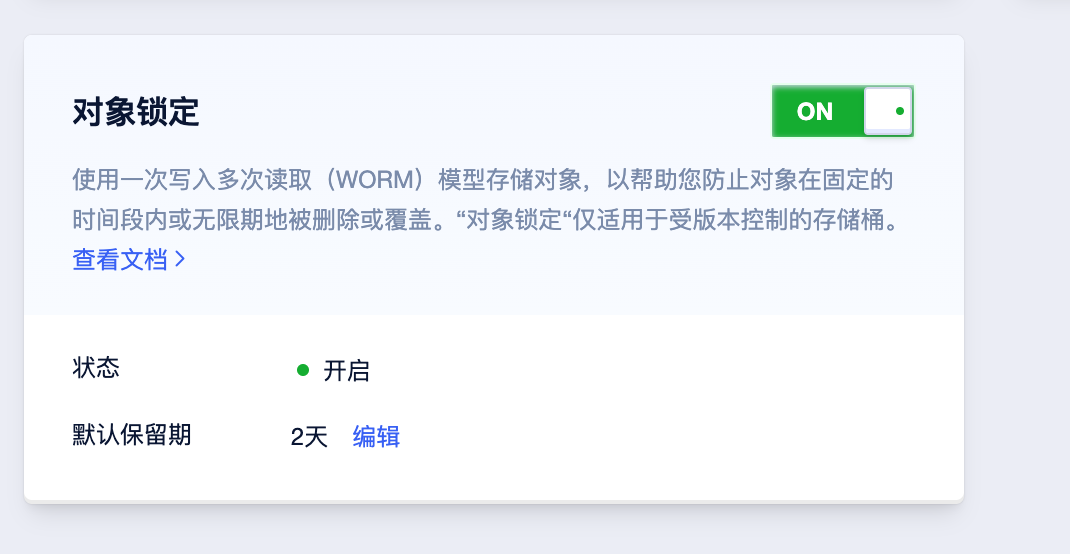 对象锁定
ON
使用一次写入多次读取（WORM）模型存储对象，以帮助您防止对象在固定的
时间段内或无限期地被删除或覆盖。“对象锁定“仅适用于受版本控制的存储桶。
查看文档 >
状态 开启
默认保留期 2天 编辑